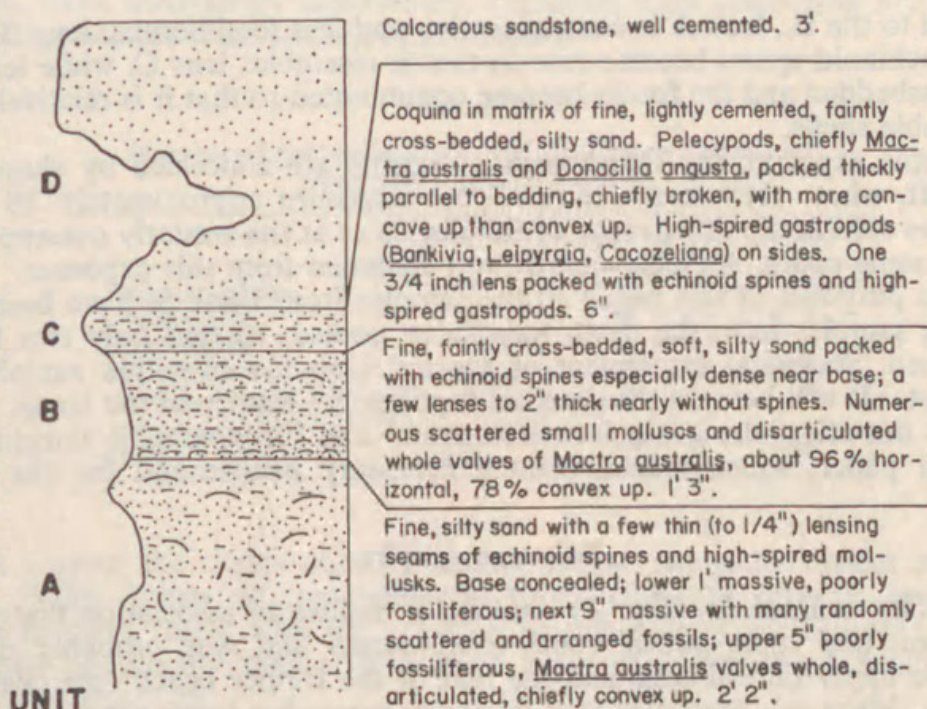 Calcareous sandstone, well cemented. 3'
Coquina in matrix of fine, lightly cemented, faintly
cross-bedded, silty sand. Pelecypods, chiefly Mac-
tra australis and Donacilla angusta, packed thickly
parallel to bedding, chiefly broken, with more con-
cave up than convex up. High-spired gastropods
(Bankivia, Leipyrgia, Cacozeliana) on sides. One
3/4 inch lens packed with echinoid spines and high-
spired gastropods. 6".
Fine, faintly cross-bedded, soft, silty sand packed
with echinoid spines especially dense near base; a
few lenses to 2" thick nearly without spines. Numer-
ous scattered small molluscs and disarticulated
whole valves of Mactra australis, about 96% hor-
izontal, 78% convex up. 1' 3".
Fine, silty sand with a few thin (to 1/4") lensing
seams of echinoid spines and high-spired mol-
lusks. Base concealed; lower 1' massive, poorly
fossiliferous; next 9" massive with many randomly
scattered and arranged fossils; upper 5" poorly
fossiliferous, Mactra australis valves whole, dis-
articulated, chiefly convex up. 2' 2".
D
C
B
A
UNIT